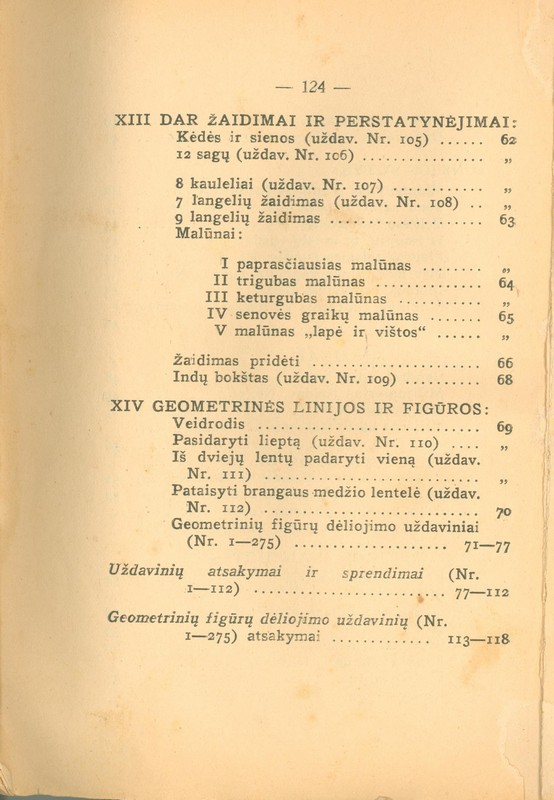 — 124 —
XIII DAR ŽAIDIMAI IR PERSTATYNĖJIMAI:
Kėdės ir sienos (uždav. Nr. 105) ...... 62
12 sagų (uždav. Nr. 106) ............... „
8 kauleliai (uždav. Nr. 107) ........... „
7 langelių žaidimas (uždav. Nr. 108) .. „
9 langelių žaidimas ................... 63
Malūnai:
I paprasčiausias malūnas ........ „
II trigubas malūnas ............. 64
III keturgubas malūnas .......... „
IV senovės graikų malūnas ....... 65
V malūnas „lapė ir vištos“ ...... „
Žaidimas pridėti ..................... 66
Indų bokštas (uždav. Nr. 109) .......... 68
XIV GEOMETRINĖS LINIJOS IR FIGŪROS:
Veidrodis ............................ 69
Pasidaryti lieptą (uždav. Nr. 110) .... „
Iš dviejų lentų padaryti vieną (uždav.
Nr. 111) ........................... „
Pataisyti brangaus medžio lentelė (uždav.
Nr. 112) ........................... 70
Geometrinių figūrų dėliojimo uždaviniai
(Nr. 1—275) ................... 71—77
Uždavinių atsakymai ir sprendimai (Nr.
1—112) ........................ 77—112
Geometrinių figūrų dėliojimo uždavinių (Nr.
1—275) atsakymai ............ 113—118